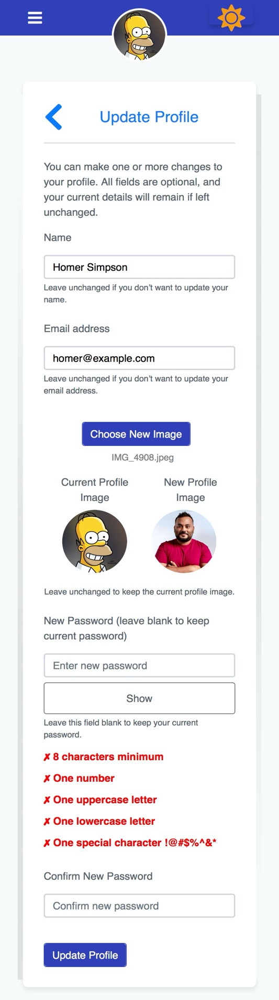 Update Profile
You can make one or more changes to
your profile. All fields are optional, and
your current details will remain if left
unchanged.
Name
Homer Simpson
Leave unchanged if you don’t want to update your
name.
Email address
homer@example.com
Leave unchanged if you don’t want to update your
email address.
Choose New Image
IMG_4908.jpeg
Current Profile
Image
New Profile
Image
Leave unchanged to keep the current profile image.
New Password (leave blank to keep
current password)
Enter new password
Show
Leave this field blank to keep your current
password.
✗ 8 characters minimum
✗ One number
✗ One uppercase letter
✗ One lowercase letter
✗ One special character !@#$%^&*
Confirm New Password
Confirm new password
Update Profile